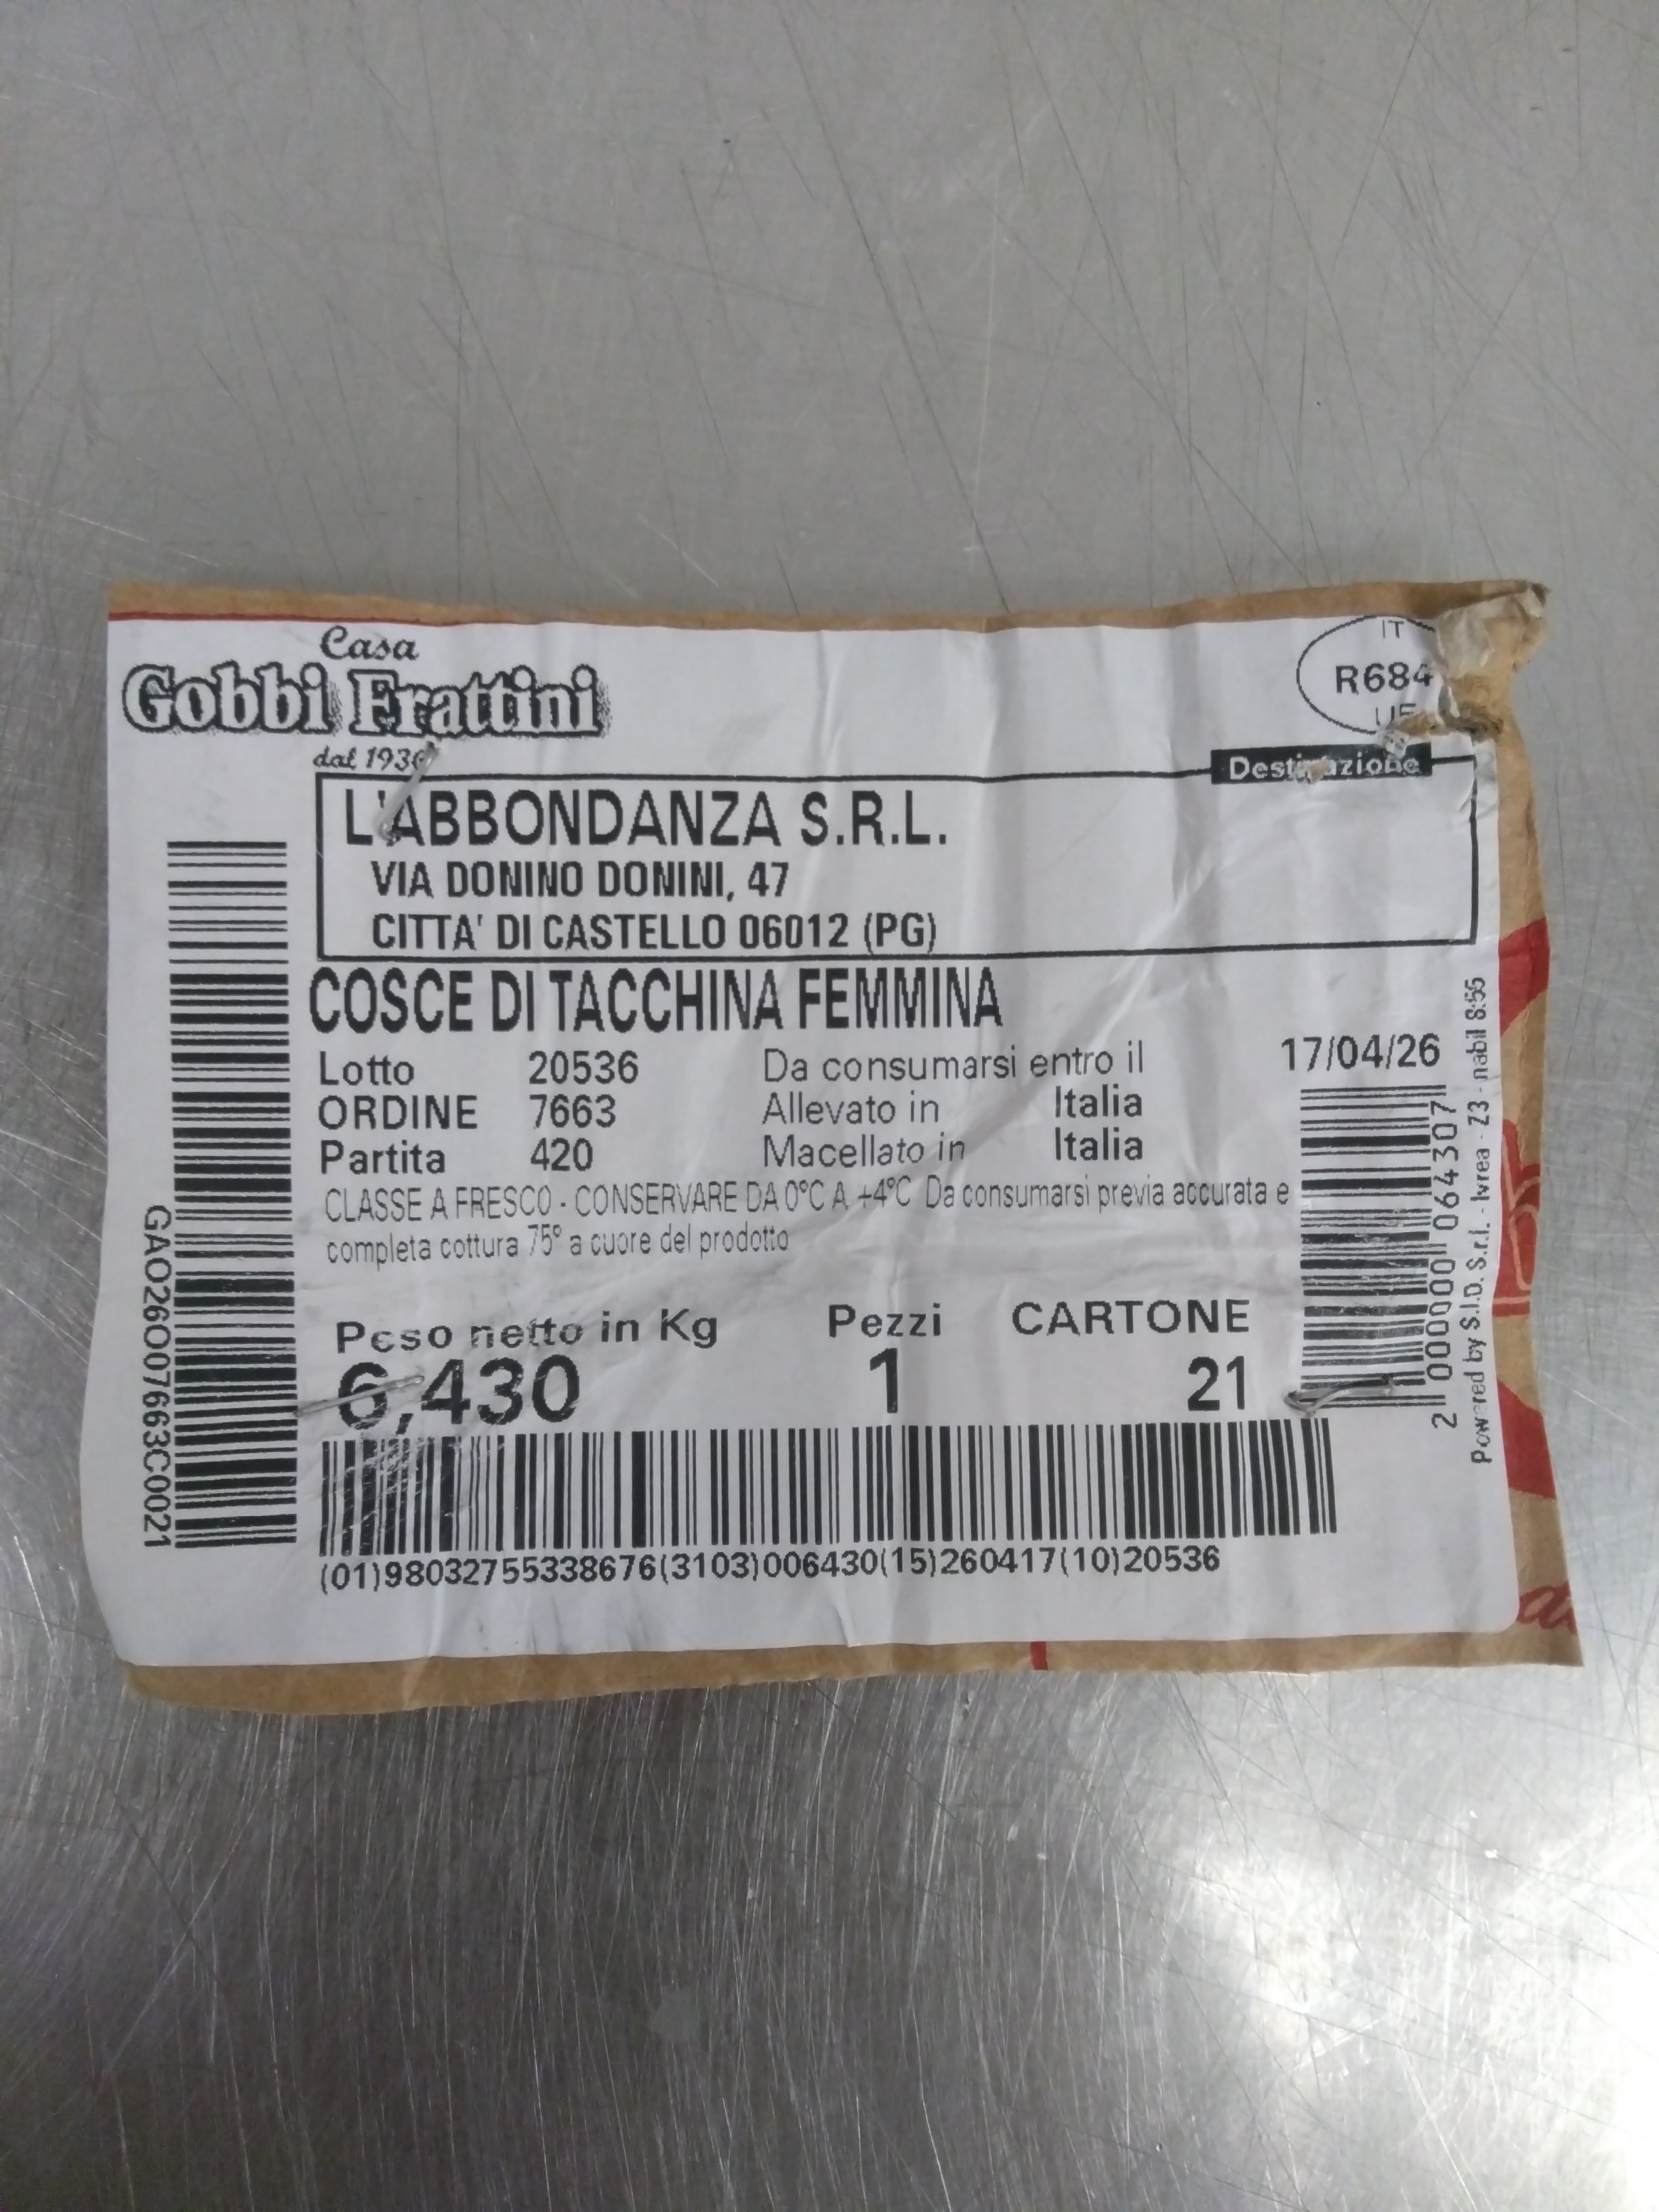 Casa
Gobbi Frattini
dal
IT
R684
UE
Destinazione
L'ABBONDANZA S.R.L.
VIA DONINO DONINI, 47
CITTA' DI CASTELLO 06012 (PG)
COSCE DI TACCHINA FEMMINA
Lotto 20536 Da consumarsi entro il 17/04/26
ORDINE 7663 Allevato in Italia
Partita 420 Macellato in Italia
CLASSE A FRESCO - CONSERVARE DA 0°C A +4°C Da consumarsi previa accurata e
completa cottura 75° a cuore del prodotto
Peso netto in Kg Pezzi CARTONE
6,430 1 21
(01)98032755338676(3103)006430(15)260417(10)20536
GAO26O007663C0021
2 000000 064307
Powered by S.I.D. S.r.l. - Ivrea - Z3 - nabil 8:55